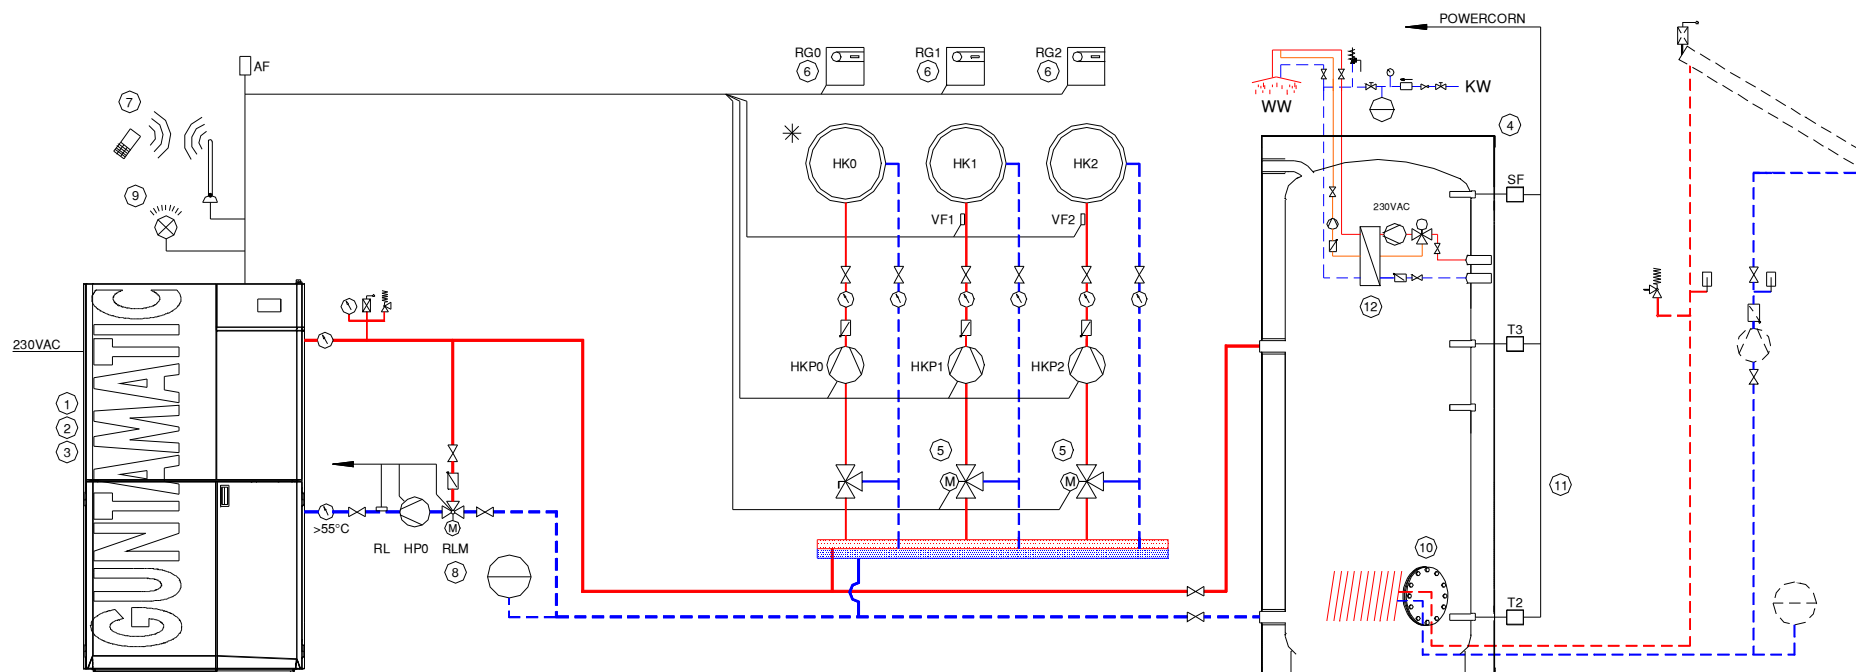 POWERCORN
RG0
RG1
RG2
6
6
6
AF
7
KW
WW
4
HK0
HK1
HK2
9
SF
VF1
VF2
230VAC
12
GUNTAMATIC
230VAC
T3
HKP0
HKP1
HKP2
1
2
3
5
5
M
M
11
>55°C
M
RL
HP0
RLM
8
10
T2